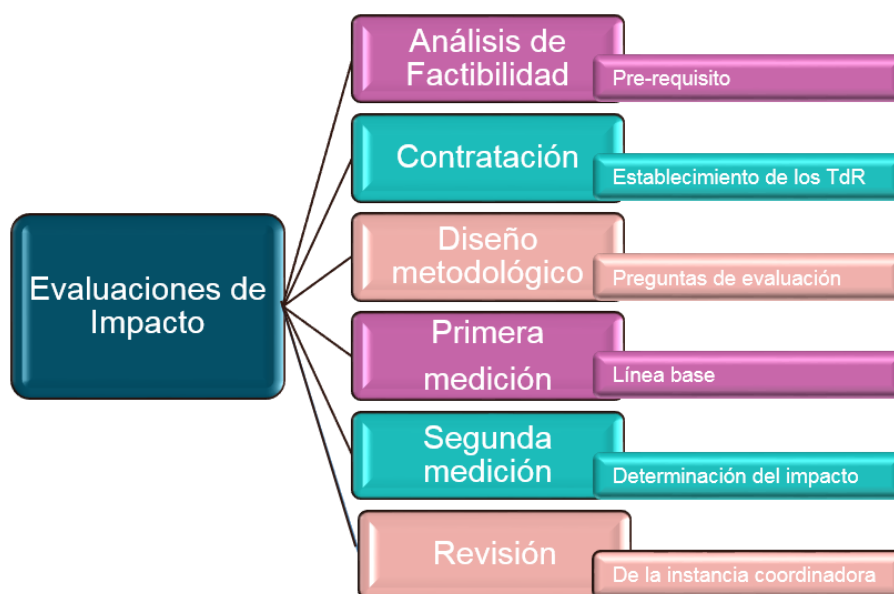 Evaluaciones de
Impacto
Análisis de
Factibilidad
Pre-requisito
Contratación
Establecimiento de los TdR
Diseño
metodológico
Preguntas de evaluación
Primera
medición
Línea base
Segunda
medición
Determinación del impacto
Revisión
De la instancia coordinadora